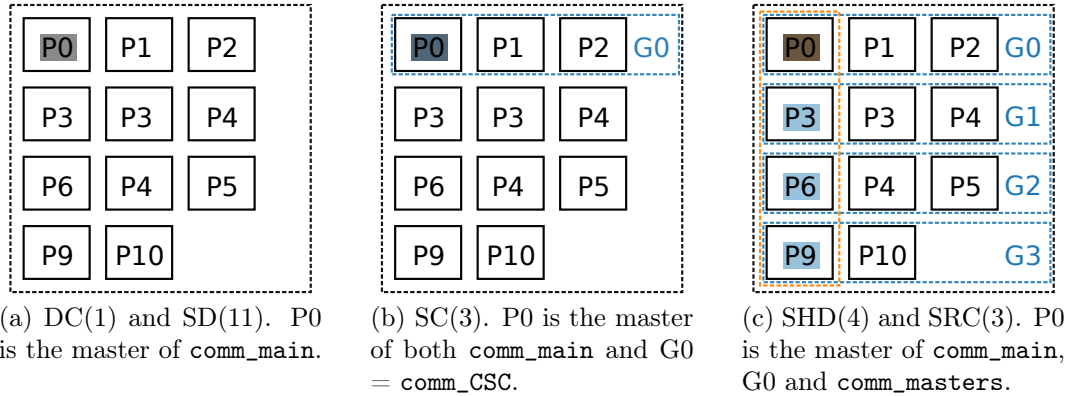 P0 P1 P2
P3 P3 P4
P6 P4 P5
P9 P10
(a) DC(1) and SD(11). P0
is the master of comm_main.
P0 P1 P2 G0
P3 P3 P4
P6 P4 P5
P9 P10
(b) SC(3). P0 is the master
of both comm_main and G0
= comm_CSC.
P0 P1 P2 G0
P3 P3 P4 G1
P6 P4 P5 G2
P9 P10 G3
(c) SHD(4) and SRC(3). P0
is the master of comm_main,
G0 and comm_masters.